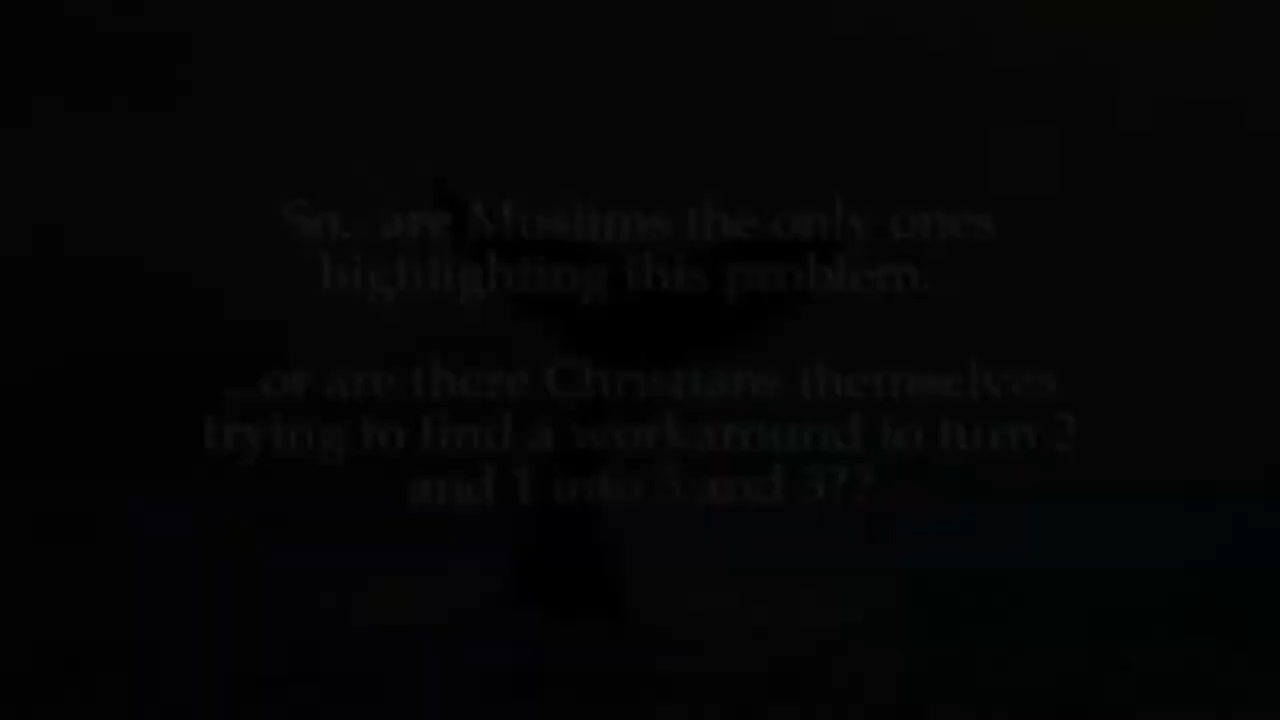 So.. are Muslims the only ones
highlighting this problem...
...or are there Christians themselves
trying to find a workaround to turn 2
and 1 into 3 and 3??